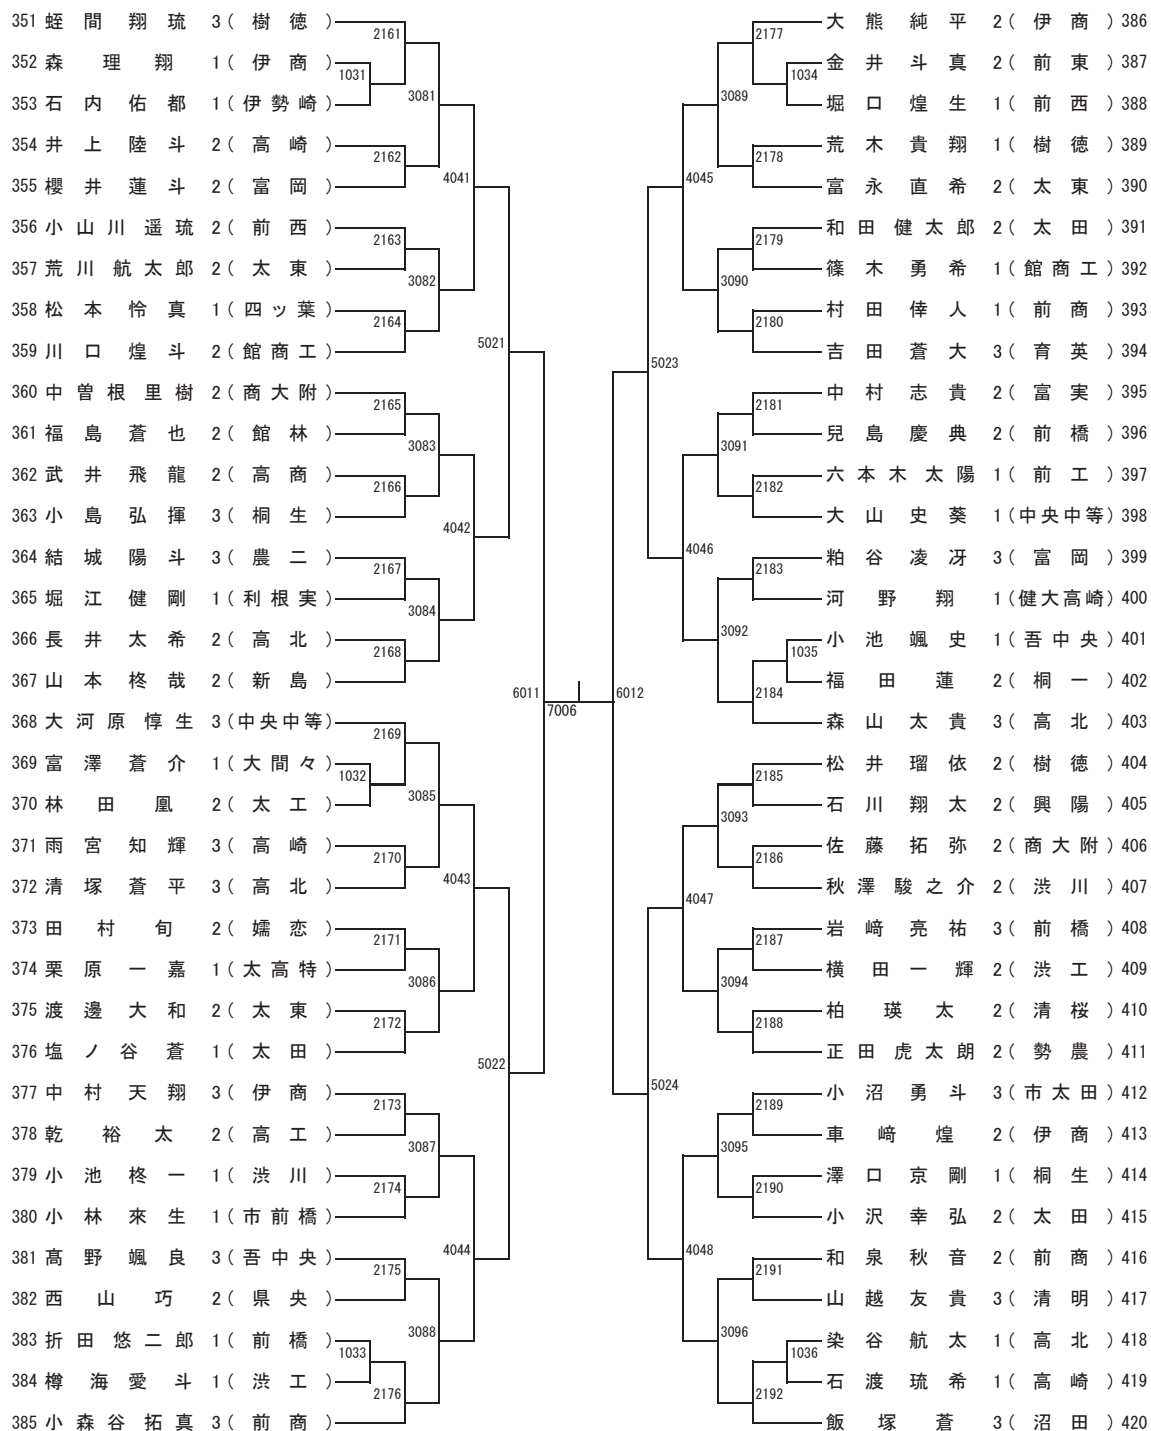 351 蛭間翔琉 3(樹徳)
2161
352 森理翔 1(伊商)
1031
353 石内佑都 1(伊勢崎)
3081
354 井上陸斗 2(高崎)
2162
355 櫻井蓮斗 2(富岡)
4041
356 小山川遥琉 2(前西)
2163
357 荒川航太郎 2(太東)
3082
358 松本怜真 1(四ッ葉)
2164
359 川口煌斗 2(館商工)
5021
360 中曽根里樹 2(商大附)
2165
361 福島蒼也 2(館林)
3083
362 武井飛龍 2(高商)
2166
363 小島弘揮 3(桐生)
4042
364 結城陽斗 3(農二)
2167
365 堀江健剛 1(利根実)
3084
366 長井太希 2(高北)
2168
367 山本柊哉 2(新島)
6011
7006
368 大河原惇生 3(中央中等)
2169
369 富澤蒼介 1(大間々)
1032
370 林田凰 2(太工)
3085
371 雨宮知輝 3(高崎)
2170
372 清塚蒼平 3(高北)
4043
373 田村旬 2(嬬恋)
2171
374 栗原一嘉 1(太高特)
3086
375 渡邊大和 2(太東)
2172
376 塩ノ谷蒼 1(太田)
5022
377 中村天翔 3(伊商)
2173
378 乾裕太 2(高工)
3087
379 小池柊一 1(渋川)
2174
380 小林來生 1(市前橋)
4044
381 髙野颯良 3(吾中央)
2175
382 西山巧 2(県央)
3088
383 折田悠二郎 1(前橋)
1033
384 樽海愛斗 1(渋工)
2176
385 小森谷拓真 3(前商)
大熊純平 2(伊商) 386
2177
金井斗真 2(前東) 387
1034
堀口煌生 1(前西) 388
3089
荒木貴翔 1(樹徳) 389
2178
富永直希 2(太東) 390
4045
和田健太郎 2(太田) 391
2179
篠木勇希 1(館商工) 392
3090
村田倖人 1(前商) 393
2180
吉田蒼大 3(育英) 394
5023
中村志貴 2(富実) 395
2181
兒島慶典 2(前橋) 396
3091
六本木太陽 1(前工) 397
2182
大山史葵 1(中央中等) 398
4046
粕谷凌冴 3(富岡) 399
2183
河野翔 1(健大高崎) 400
3092
小池颯史 1(吾中央) 401
1035
福田蓮 2(桐一) 402
2184
6012
森山太貴 3(高北) 403
松井瑠依 2(樹徳) 404
2185
石川翔太 2(興陽) 405
3093
佐藤拓弥 2(商大附) 406
2186
秋澤駿之介 2(渋川) 407
4047
岩﨑亮祐 3(前橋) 408
2187
横田一輝 2(渋工) 409
3094
柏瑛太 2(清桜) 410
2188
正田虎太朗 2(勢農) 411
5024
小沼勇斗 3(市太田) 412
2189
車﨑煌 2(伊商) 413
3095
澤口京剛 1(桐生) 414
2190
小沢幸弘 2(太田) 415
4048
和泉秋音 2(前商) 416
2191
山越友貴 3(清明) 417
3096
染谷航太 1(高北) 418
1036
石渡琉希 1(高崎) 419
2192
飯塚蒼 3(沼田) 420